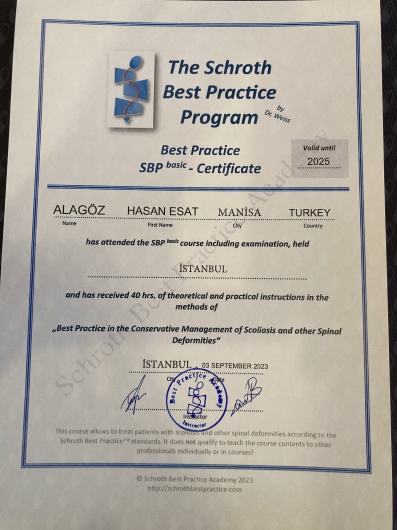 The Schroth
Best Practice
Program
by
Dr. Weiss
Best Practice
SBP basic - Certificate
Valid until
2025
ALAGÖZ HASAN ESAT MANİSA TURKEY
Name First Name City Country
has attended the SBP basic course including examination, held
İSTANBUL
and has received 40 hrs. of theoretical and practical instructions in the
methods of
„Best Practice in the Conservative Management of Scoliosis and other Spinal
Deformities“
İSTANBUL , 03 SEPTEMBER 2023
Best Practice Academy
Instructor
Instructor
This course allows to treat patients with scoliosis and other spinal deformities according to the
Schroth Best Practice™ standards. It does not qualify to teach the course contents to other
professionals individually or in courses!
© Schroth Best Practice Academy 2023
http://schrothbestpractice.com
Schroth Best Practice Academy